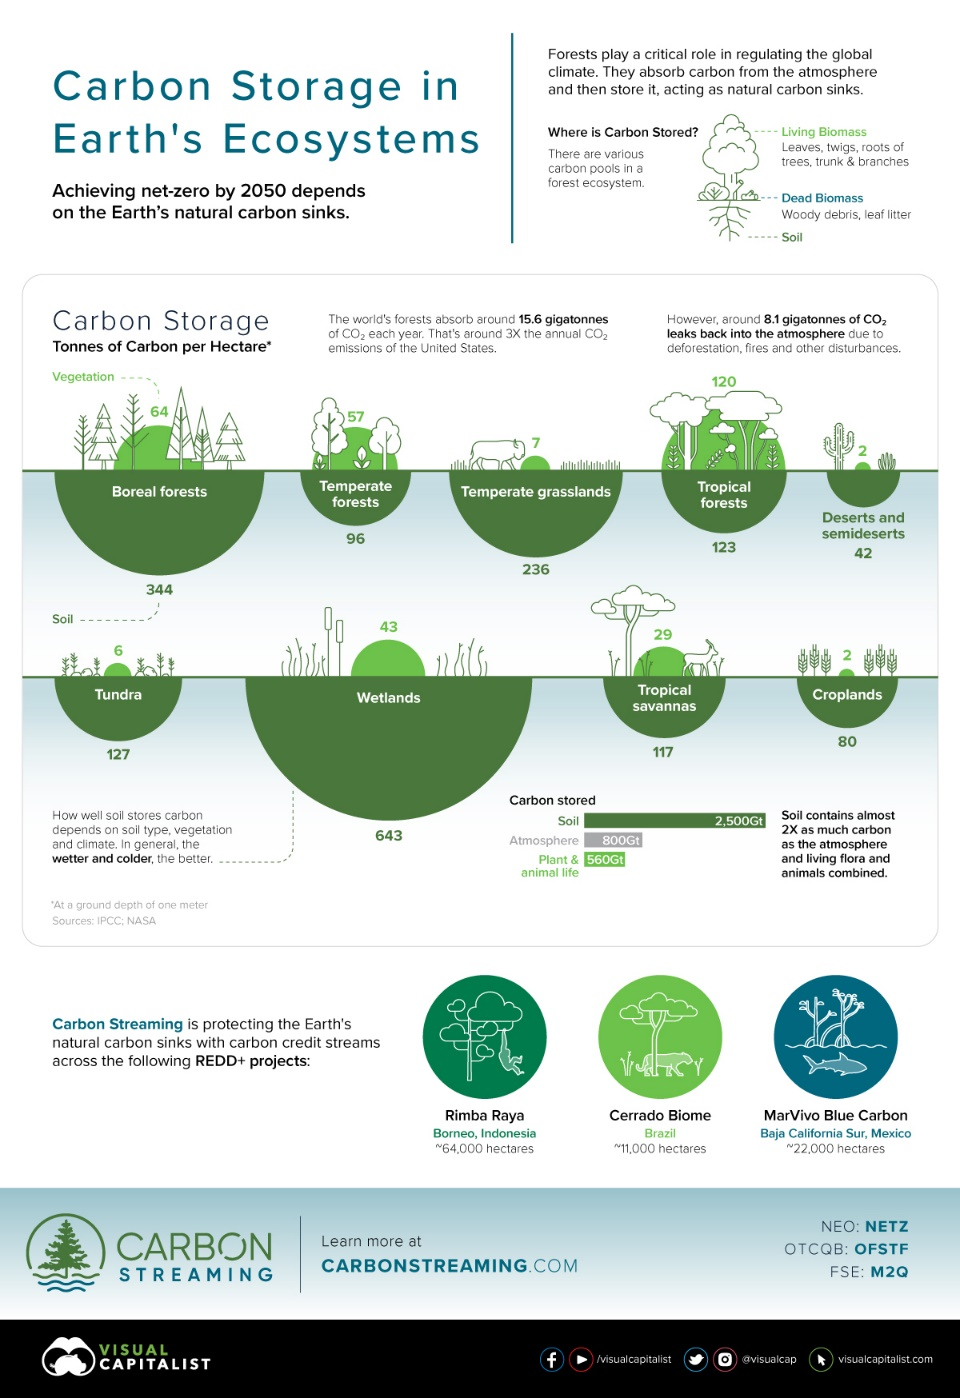 Carbon Storage in
Earth's Ecosystems
Achieving net-zero by 2050 depends
on the Earth's natural carbon sinks.
Forests play a critical role in regulating the global
climate. They absorb carbon from the atmosphere
and then store it, acting as natural carbon sinks.
Where is Carbon Stored?
There are various
carbon pools in a
forest ecosystem.
Living Biomass
Leaves, twigs, roots of
trees, trunk & branches
Dead Biomass
Woody debris, leaf litter
Soil
Carbon Storage
Tonnes of Carbon per Hectare*
The world's forests absorb around 15.6 gigatonnes
of CO₂ each year. That's around 3X the annual CO₂
emissions of the United States.
However, around 8.1 gigatonnes of CO₂
leaks back into the atmosphere due to
deforestation, fires and other disturbances.
Vegetation
64
Boreal forests
344
Soil
57
Temperate
forests
96
7
Temperate grasslands
236
120
Tropical
forests
123
2
Deserts and
semideserts
42
6
Tundra
127
43
Wetlands
643
29
Tropical
savannas
117
2
Croplands
80
How well soil stores carbon
depends on soil type, vegetation
and climate. In general, the
wetter and colder, the better.
Carbon stored
Soil 2,500Gt
Atmosphere 800Gt
Plant & 560Gt
animal life
Soil contains almost
2X as much carbon
as the atmosphere
and living flora and
animals combined.
*At a ground depth of one meter
Sources: IPCC; NASA
Carbon Streaming is protecting the Earth's
natural carbon sinks with carbon credit streams
across the following REDD+ projects:
Rimba Raya
Borneo, Indonesia
~64,000 hectares
Cerrado Biome
Brazil
~11,000 hectares
MarVivo Blue Carbon
Baja California Sur, Mexico
~22,000 hectares
CARBON
STREAMING
Learn more at
CARBONSTREAMING.COM
NEO: NETZ
OTCQB: OFSTF
FSE: M2Q
VISUAL
CAPITALIST
/visualcapitalist
@visualcap
visualcapitalist.com